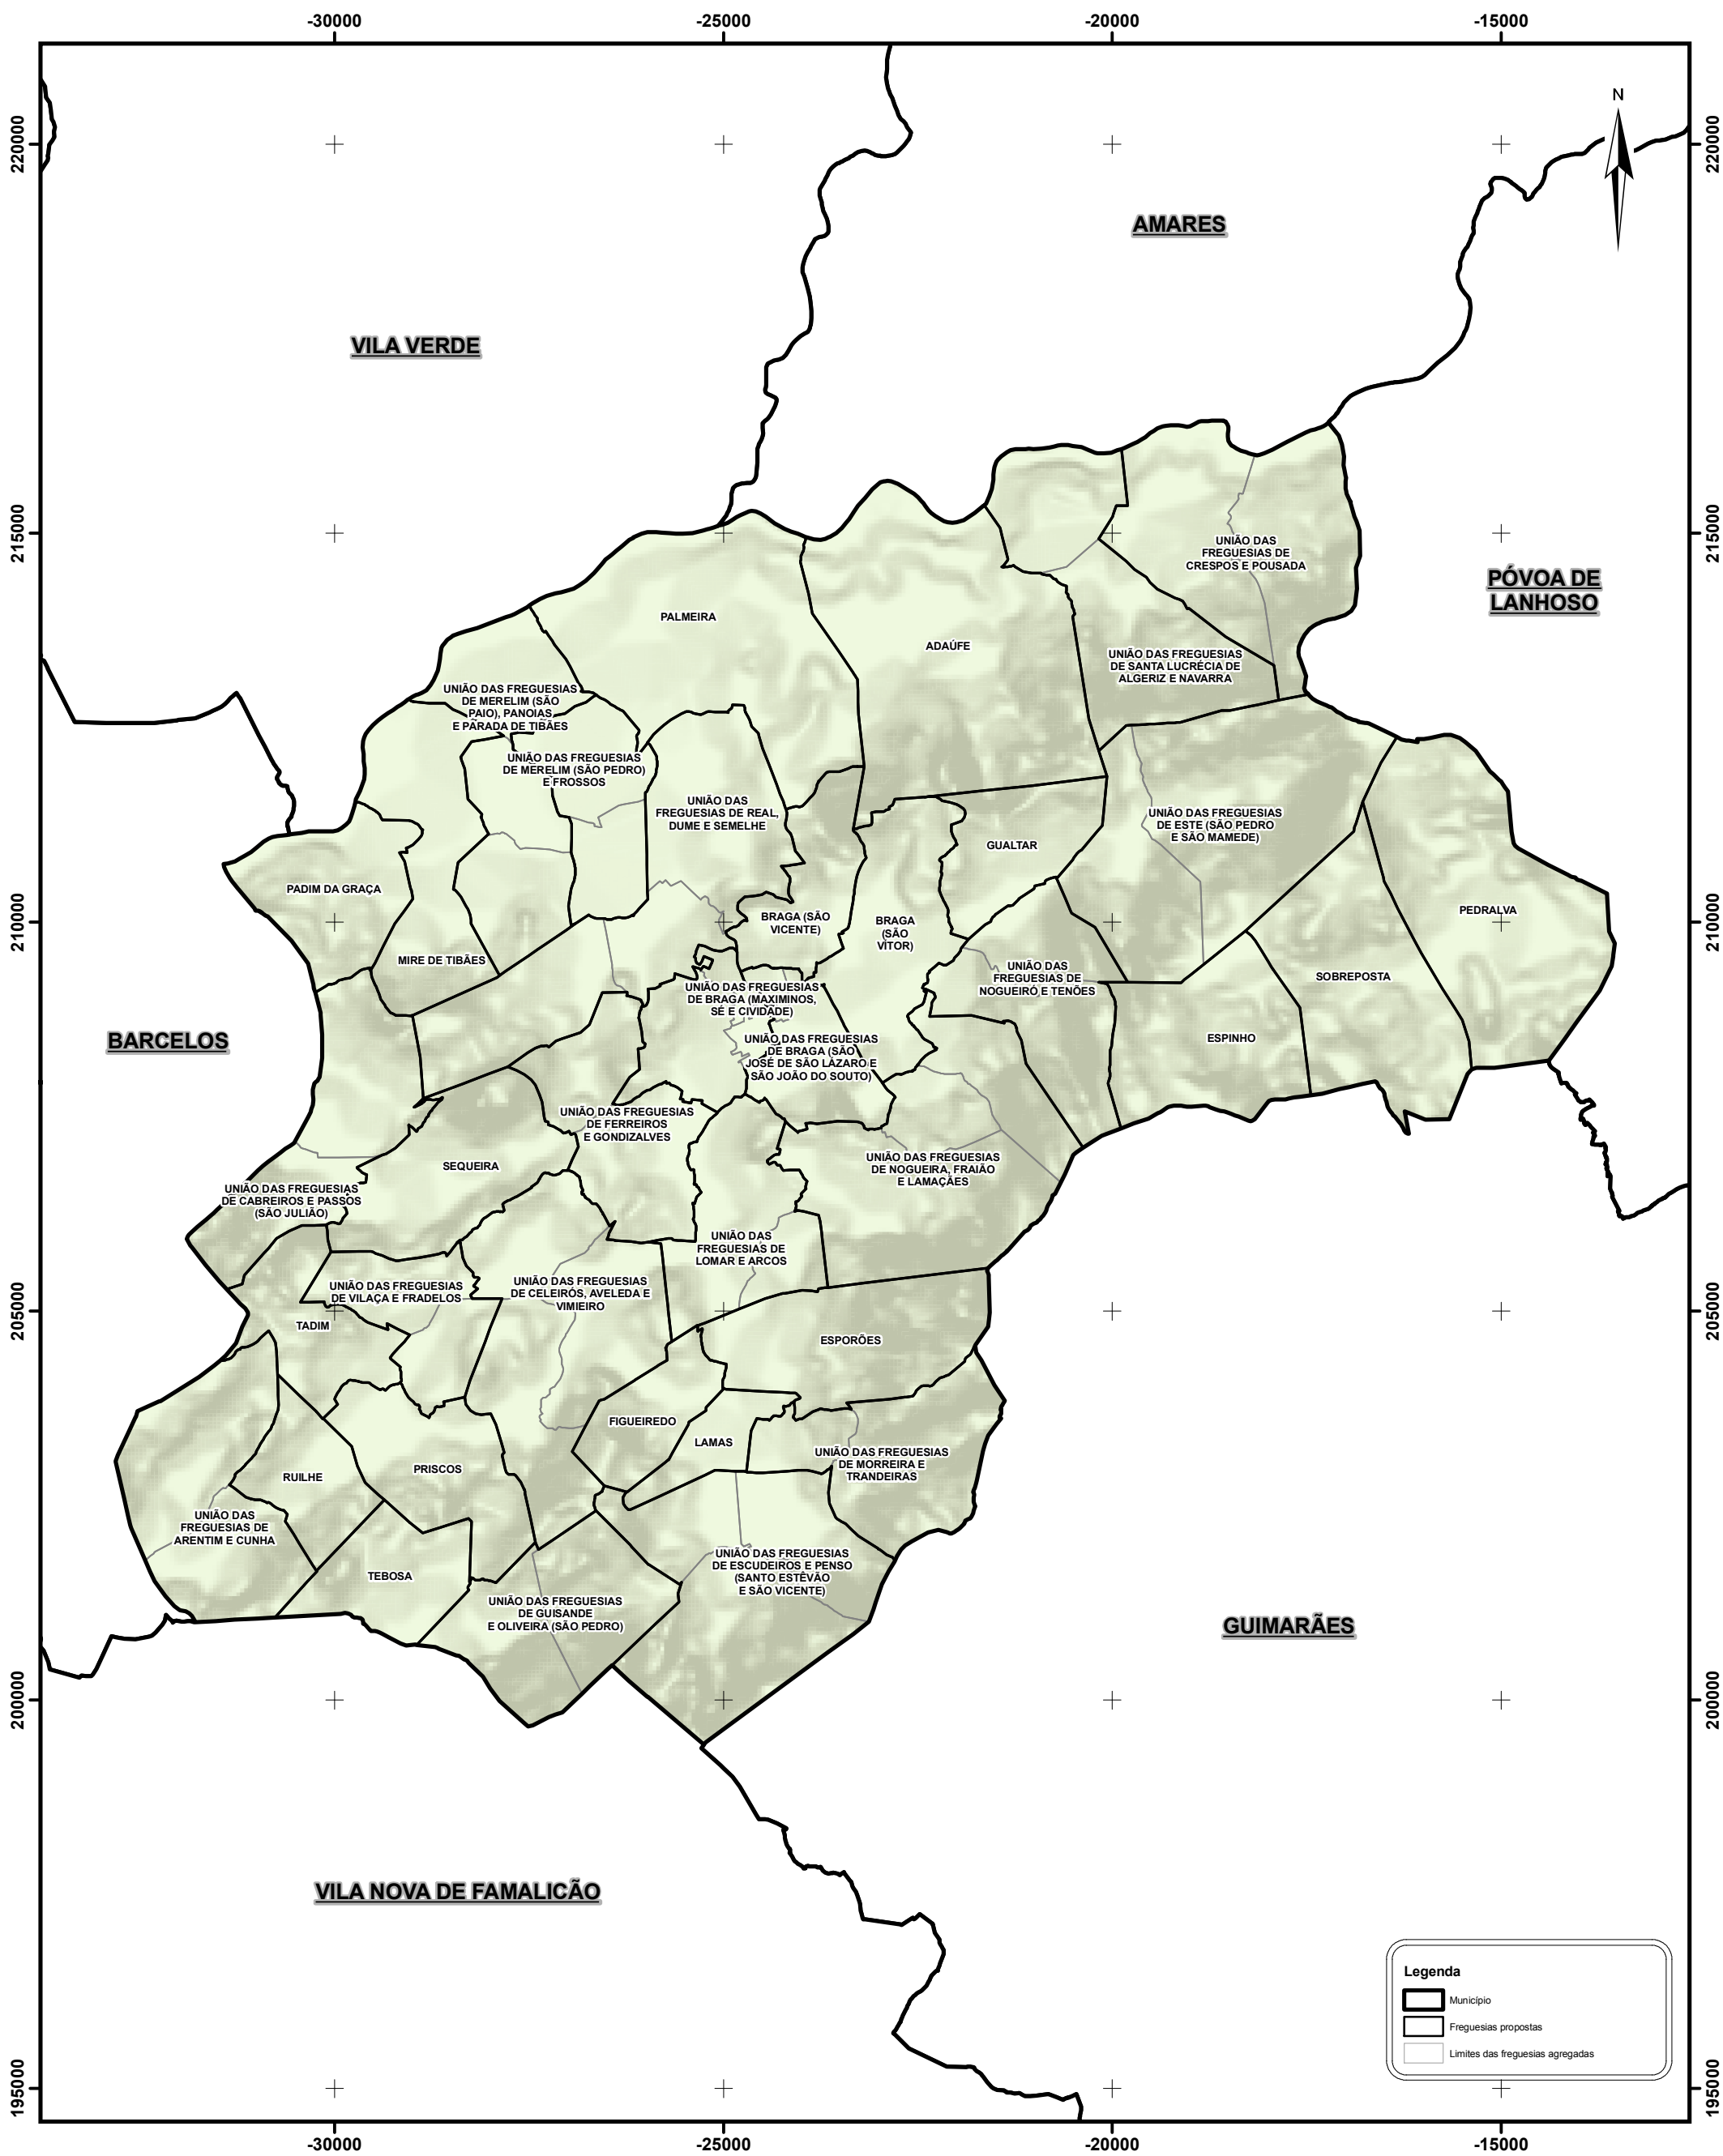 -30000
-25000
-20000
-15000
220000
220000
N
AMARES
VILA VERDE
215000
215000
UNIÃO DAS
FREGUESIAS DE
CRESPOS E POUSADA
PÓVOA DE
LANHOSO
PALMEIRA
ADAÚFE
UNIÃO DAS FREGUESIAS
DE SANTA LUCRÉCIA DE
ALGERIZ E NAVARRA
UNIÃO DAS FREGUESIAS
DE MERELIM (SÃO
PAIO), PANOIAS
E PARADA DE TIBÃES
UNIÃO DAS FREGUESIAS
DE MERELIM (SÃO PEDRO)
E FROSSOS
UNIÃO DAS
FREGUESIAS DE REAL,
DUME E SEMELHE
UNIÃO DAS FREGUESIAS
DE ESTE (SÃO PEDRO
E SÃO MAMEDE)
GUALTAR
PADIM DA GRAÇA
210000
210000
BRAGA (SÃO
VICENTE)
BRAGA
(SÃO
VÍTOR)
PEDRALVA
MIRE DE TIBÃES
UNIÃO DAS
FREGUESIAS DE
NOGUEIRÓ E TENÕES
SOBREPOSTA
UNIÃO DAS FREGUESIAS
DE BRAGA (MAXIMINOS,
SÉ E CIVIDADE)
BARCELOS
UNIÃO DAS FREGUESIAS
DE BRAGA (SÃO
JOSÉ DE SÃO LÁZARO E
SÃO JOÃO DO SOUTO)
ESPINHO
UNIÃO DAS FREGUESIAS
DE FERREIROS
E GONDIZALVES
SEQUEIRA
UNIÃO DAS FREGUESIAS
DE NOGUEIRA, FRAIÃO
E LAMAÇÃES
UNIÃO DAS FREGUESIAS
DE CABREIROS E PASSOS
(SÃO JULIÃO)
UNIÃO DAS
FREGUESIAS DE
LOMAR E ARCOS
UNIÃO DAS FREGUESIAS
DE VILAÇA E FRADELOS
UNIÃO DAS FREGUESIAS
DE CELEIRÓS, AVELEDA E
VIMIEIRO
205000
205000
TADIM
ESPORÕES
FIGUEIREDO
LAMAS
UNIÃO DAS FREGUESIAS
DE MORREIRA E
TRANDEIRAS
PRISCOS
RUILHE
UNIÃO DAS
FREGUESIAS DE
ARENTIM E CUNHA
UNIÃO DAS FREGUESIAS
DE ESCUDEIROS E PENSO
(SANTO ESTÊVÃO
E SÃO VICENTE)
TEBOSA
UNIÃO DAS FREGUESIAS
DE GUISANDE
E OLIVEIRA (SÃO PEDRO)
GUIMARÃES
200000
200000
VILA NOVA DE FAMALICÃO
Legenda
Município
Freguesias propostas
Limites das freguesias agregadas
195000
195000
-30000
-25000
-20000
-15000